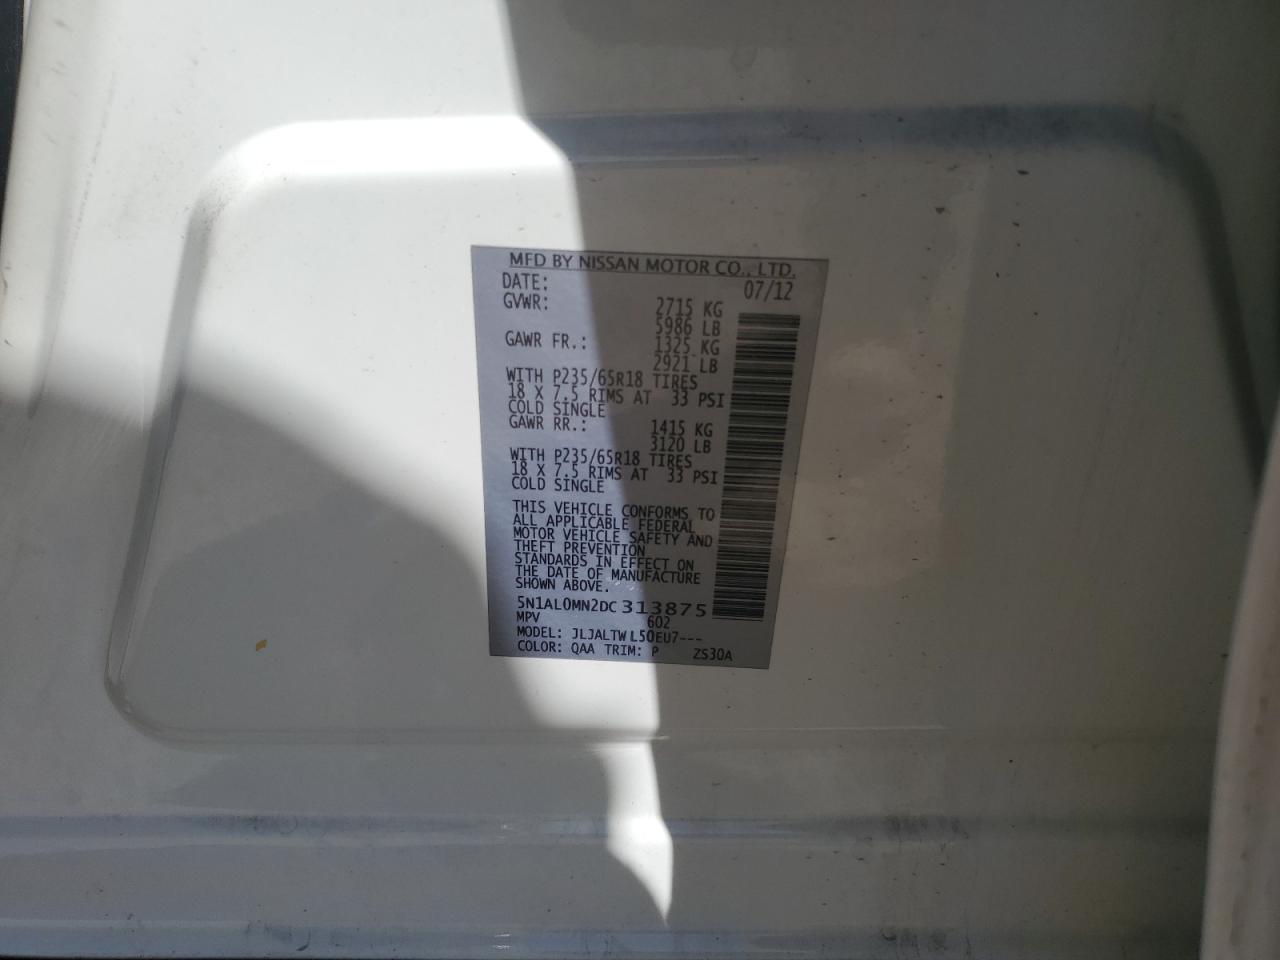 MFD BY NISSAN MOTOR CO., LTD.
DATE: 07/12
GVWR: 2715 KG
5986 LB
GAWR FR.: 1325 KG
2921 LB
WITH P235/65R18 TIRES
18 X 7.5 RIMS AT 33 PSI
COLD SINGLE
GAWR RR.: 1415 KG
3120 LB
WITH P235/65R18 TIRES
18 X 7.5 RIMS AT 33 PSI
COLD SINGLE
THIS VEHICLE CONFORMS TO
ALL APPLICABLE FEDERAL
MOTOR VEHICLE SAFETY AND
THEFT PREVENTION
STANDARDS IN EFFECT ON
THE DATE OF MANUFACTURE
SHOWN ABOVE.
5N1AL0MN2DC313875
MPV 602
MODEL: JLJALTWL50EU7---
COLOR: QAA TRIM: P ZS30A